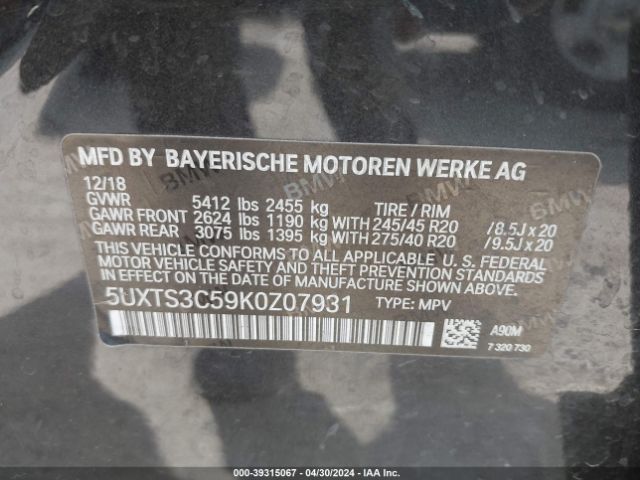 MFD BY BAYERISCHE MOTOREN WERKE AG
12/18
GVWR 5412 lbs 2455 kg TIRE / RIM
GAWR FRONT 2624 lbs 1190 kg WITH 245/45 R20 /8.5J x 20
GAWR REAR 3075 lbs 1395 kg WITH 275/40 R20 /9.5J x 20
THIS VEHICLE CONFORMS TO ALL APPLICABLE U. S. FEDERAL
MOTOR VEHICLE SAFETY, BUMPER, AND THEFT PREVENTION
STANDARDS IN EFFECT ON THE DATE OF MANUFACTURE SHOWN ABOVE.
5UXTS3C59K0Z07931 TYPE: MPV
A90M
7 320 730
000-39315067 - 04/30/2024 - IAA Inc.